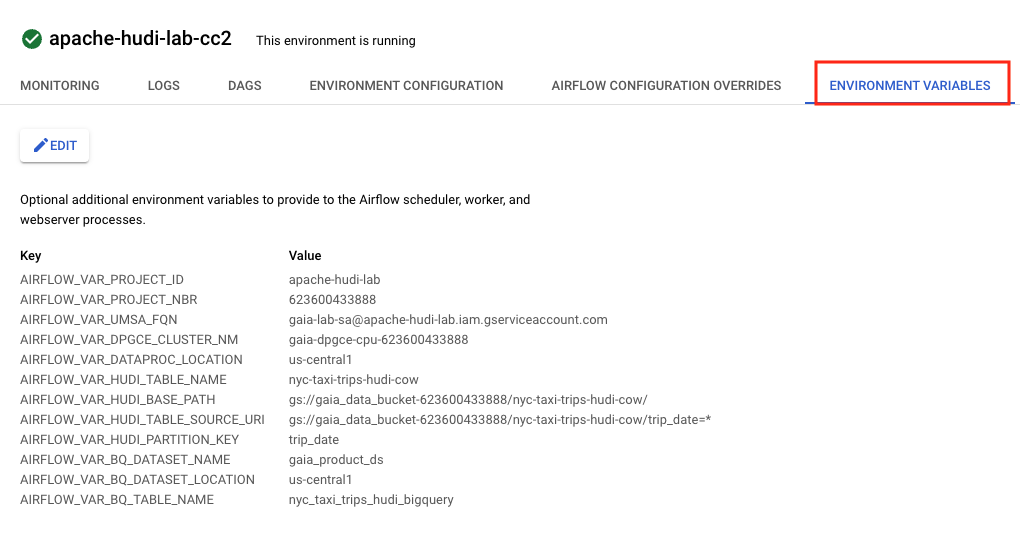 apache-hudi-lab-cc2 This environment is running
MONITORING LOGS DAGS ENVIRONMENT CONFIGURATION AIRFLOW CONFIGURATION OVERRIDES ENVIRONMENT VARIABLES
EDIT
Optional additional environment variables to provide to the Airflow scheduler, worker, and
webserver processes.
Key Value
AIRFLOW_VAR_PROJECT_ID apache-hudi-lab
AIRFLOW_VAR_PROJECT_NBR 623600433888
AIRFLOW_VAR_UMSA_FQN gaia-lab-sa@apache-hudi-lab.iam.gserviceaccount.com
AIRFLOW_VAR_DPGCE_CLUSTER_NM gaia-dpgce-cpu-623600433888
AIRFLOW_VAR_DATAPROC_LOCATION us-central1
AIRFLOW_VAR_HUDI_TABLE_NAME nyc-taxi-trips-hudi-cow
AIRFLOW_VAR_HUDI_BASE_PATH gs://gaia_data_bucket-623600433888/nyc-taxi-trips-hudi-cow/
AIRFLOW_VAR_HUDI_TABLE_SOURCE_URI gs://gaia_data_bucket-623600433888/nyc-taxi-trips-hudi-cow/trip_date=*
AIRFLOW_VAR_HUDI_PARTITION_KEY trip_date
AIRFLOW_VAR_BQ_DATASET_NAME gaia_product_ds
AIRFLOW_VAR_BQ_DATASET_LOCATION us-central1
AIRFLOW_VAR_BQ_TABLE_NAME nyc_taxi_trips_hudi_bigquery